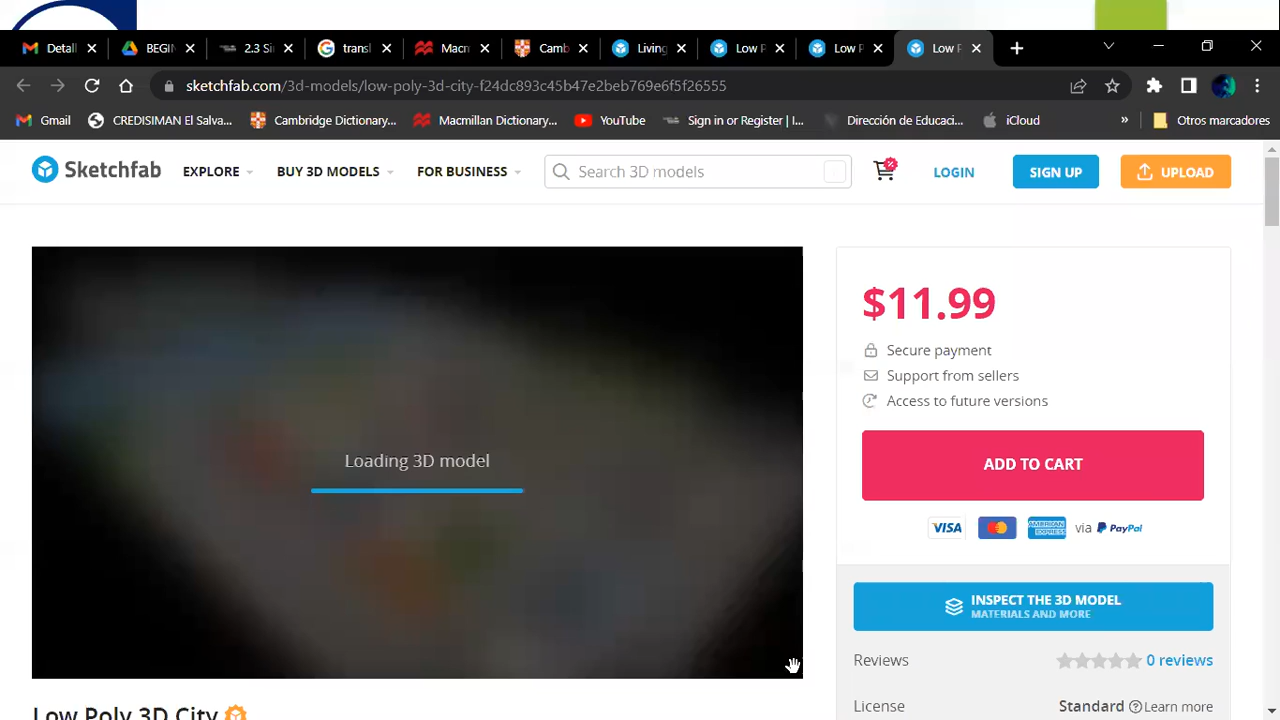 Detall
BEGIN
2.3 Si
transl
Macm
Camb
Living
Low P
Low P
Low P
sketchfab.com/3d-models/low-poly-3d-city-f24dc893c45b47e2beb769e6f5f26555
Gmail
CREDISIMAN El Salva...
Cambridge Dictionary...
Macmillan Dictionary...
YouTube
Sign in or Register | I...
Dirección de Educaci...
iCloud
»
Otros marcadores
Sketchfab
EXPLORE
BUY 3D MODELS
FOR BUSINESS
Search 3D models
LOGIN
SIGN UP
UPLOAD
Loading 3D model
$11.99
Secure payment
Support from sellers
Access to future versions
ADD TO CART
VISA
AMERICAN EXPRESS
via PayPal
INSPECT THE 3D MODEL
MATERIALS AND MORE
Reviews
0 reviews
License
Standard Learn more
Low Poly 3D City